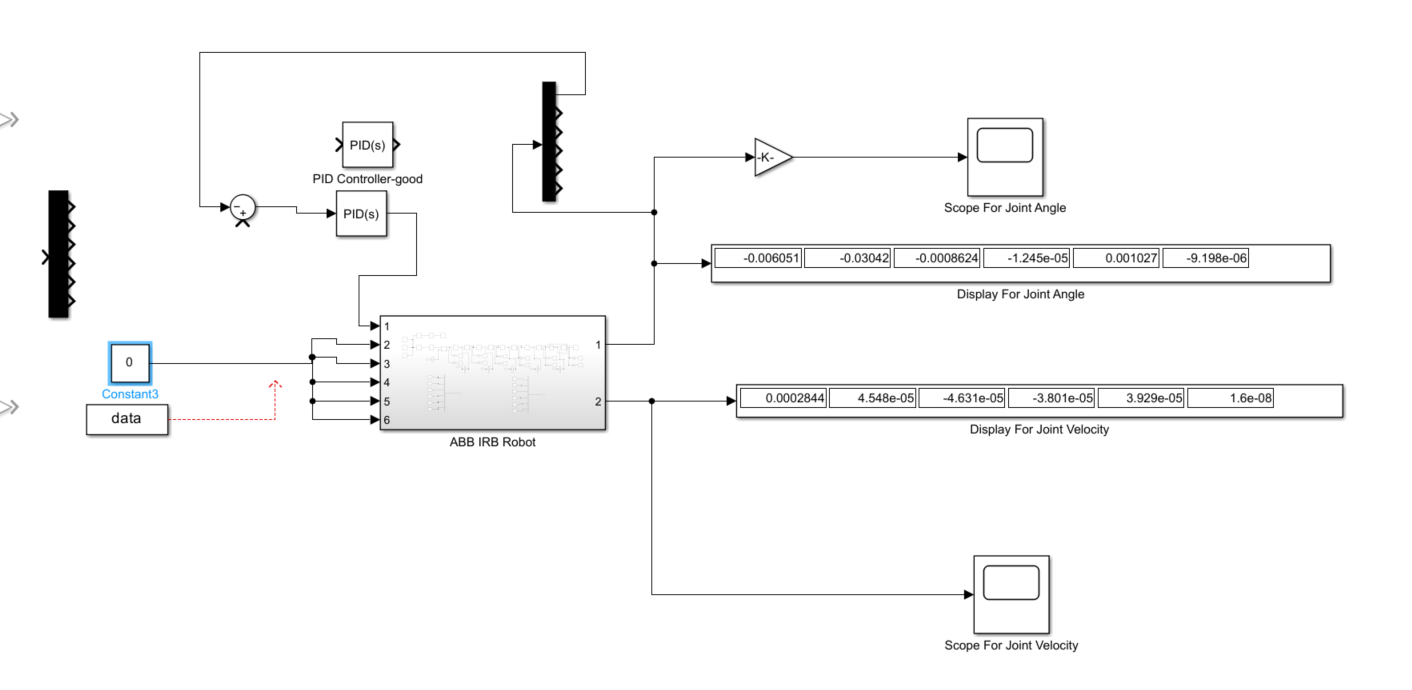 PID(s)
PID Controller-good
PID(s)
-K-
Scope For Joint Angle
-0.006051 -0.03042 -0.0008624 -1.245e-05 0.001027 -9.198e-06
Display For Joint Angle
0
Constant3
data
1
2
3
4
5
6
1
2
ABB IRB Robot
0.0002844 4.548e-05 -4.631e-05 -3.801e-05 3.929e-05 1.6e-08
Display For Joint Velocity
Scope For Joint Velocity